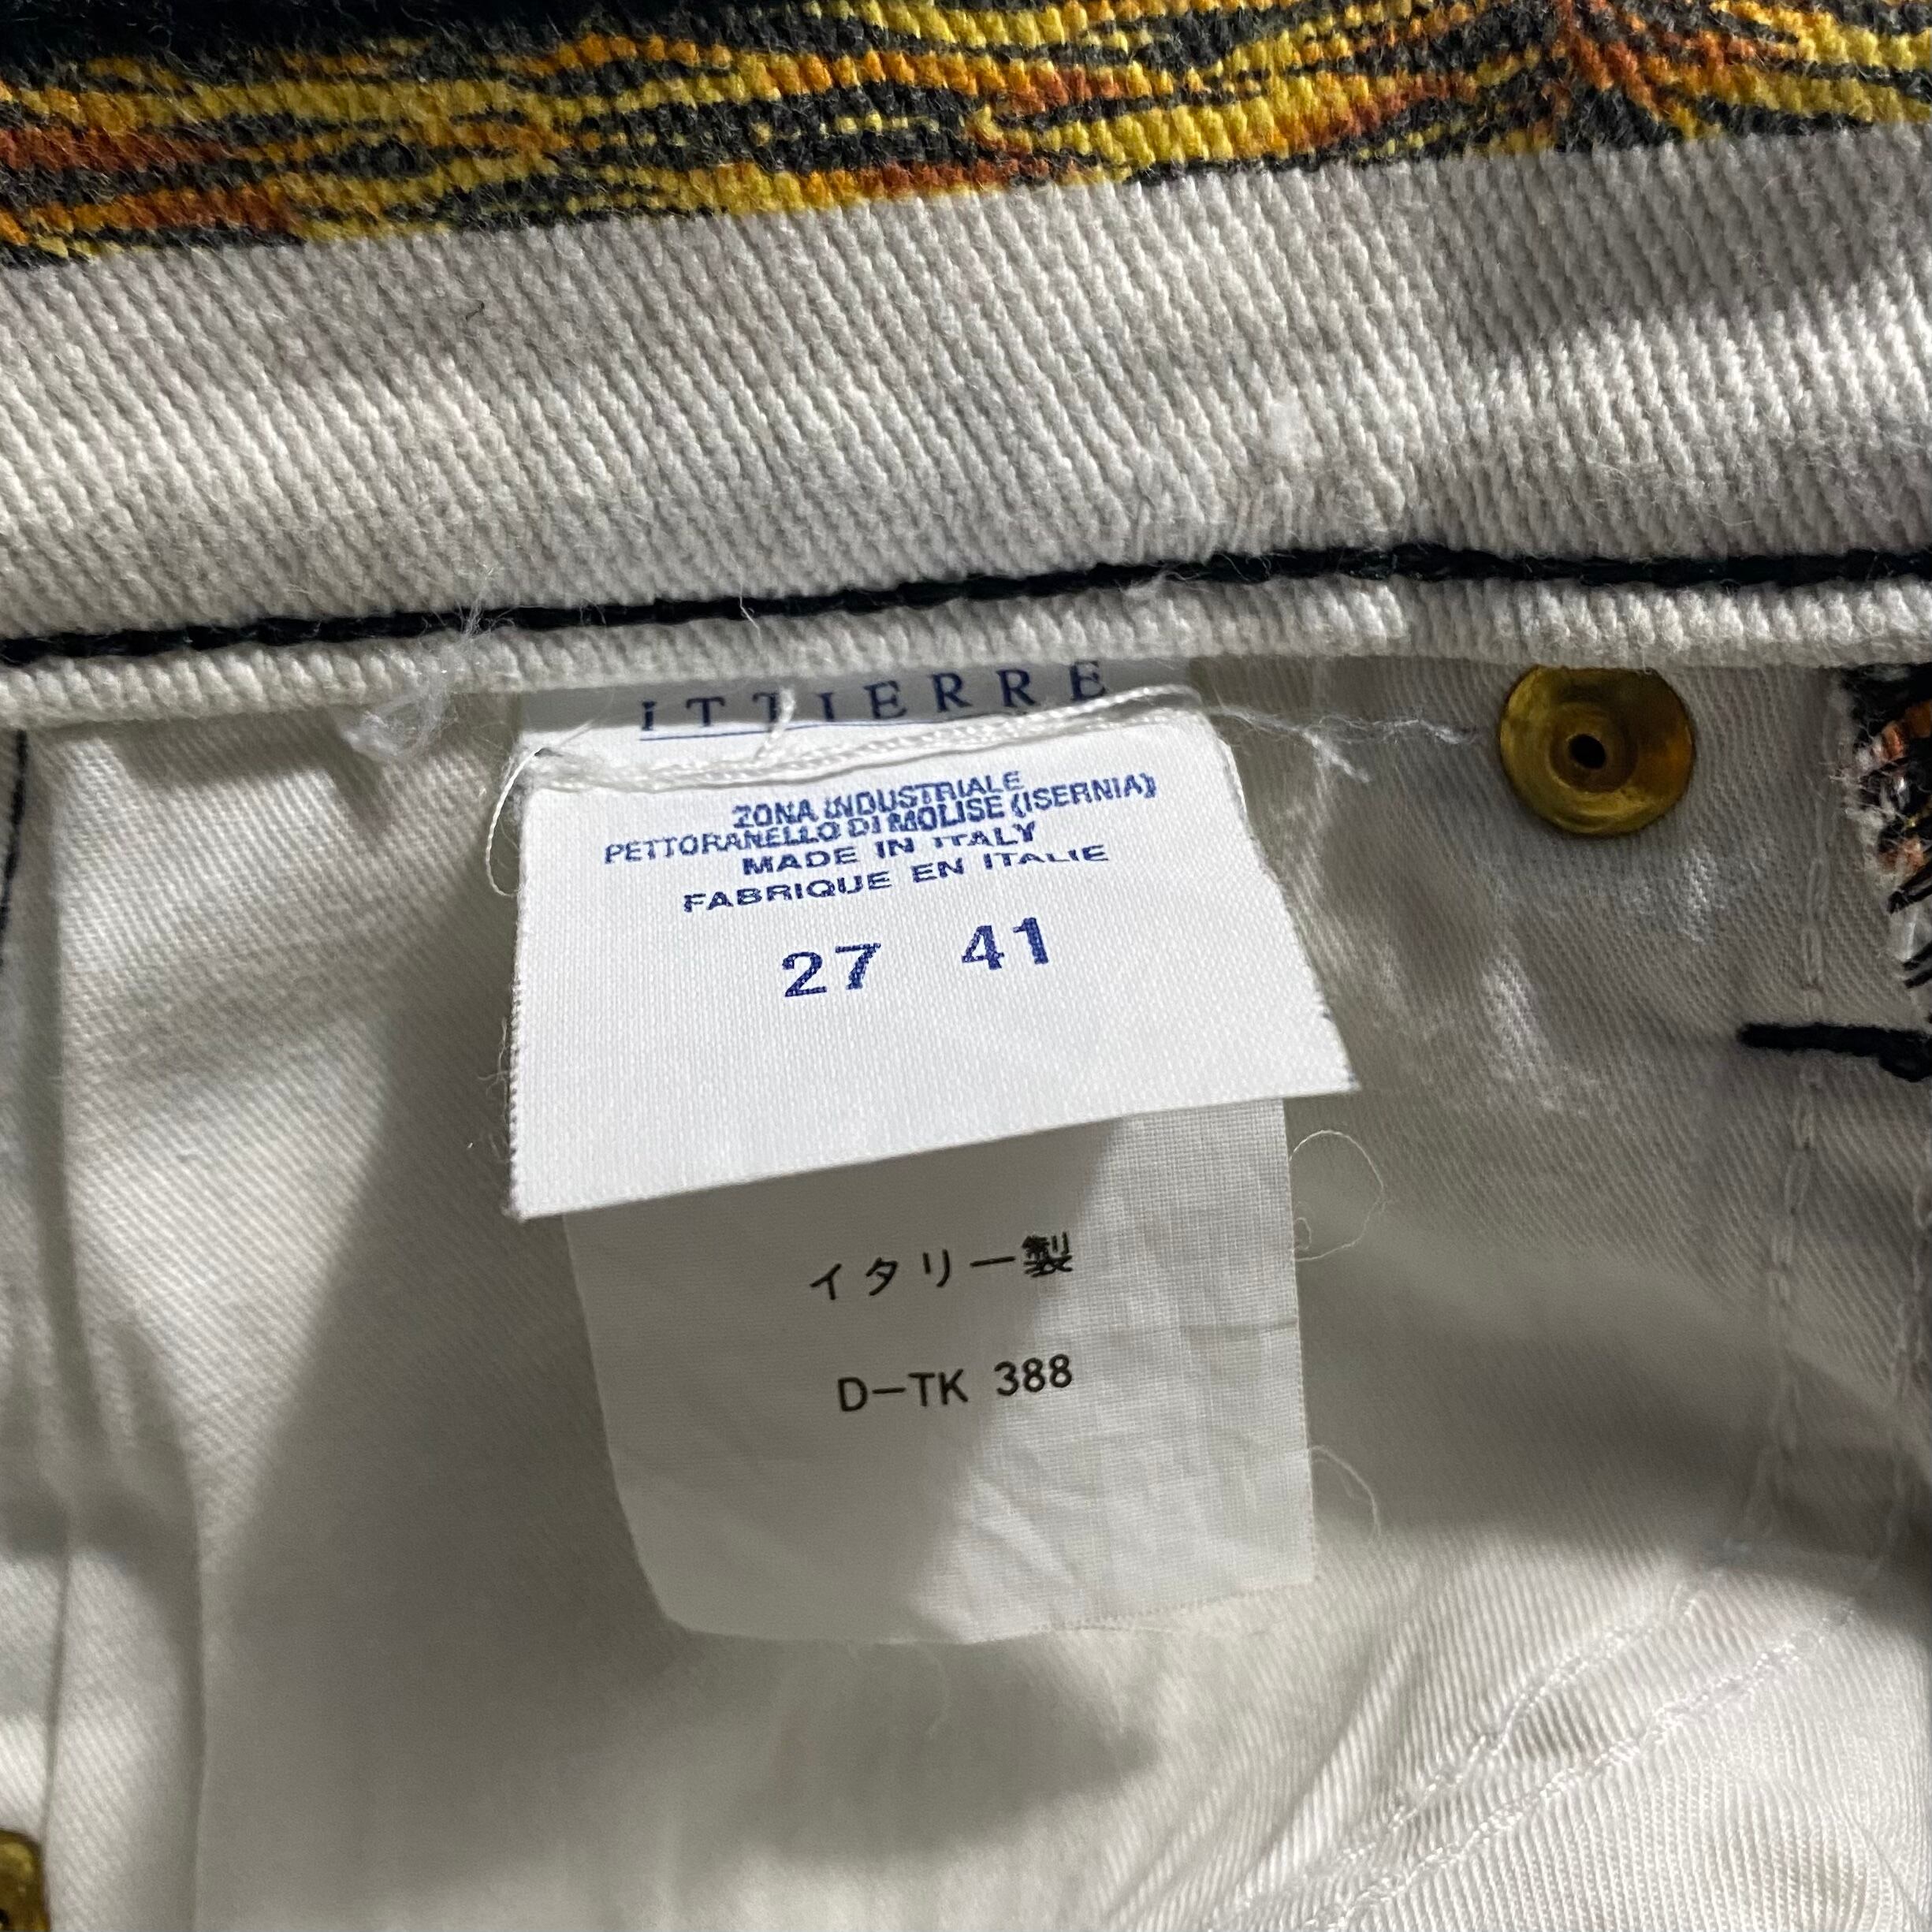 ITTIERRE
ZONA INDUSTRIALE
PETTORANELLO DI MOLISE (ISERNIA)
MADE IN ITALY
FABRIQUE EN ITALIE
27 41
イタリー製
D-TK 388